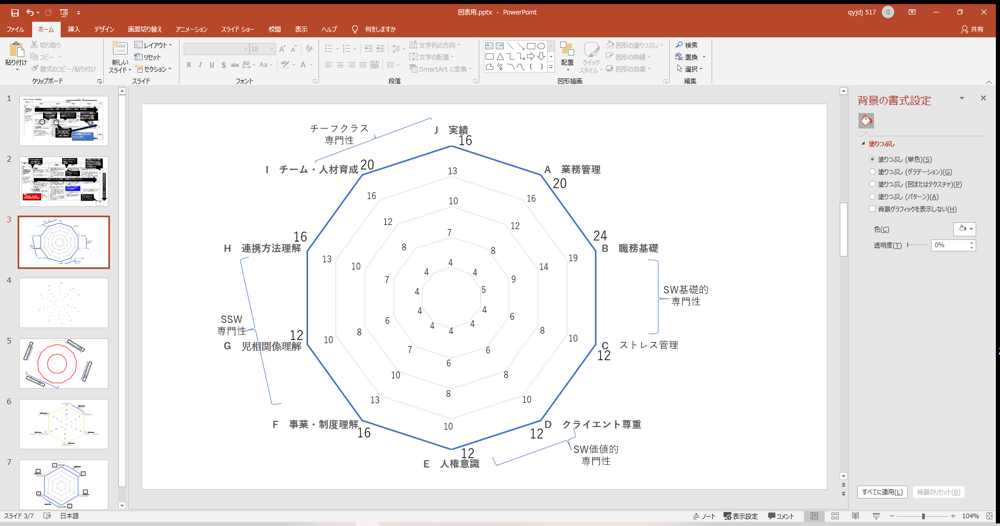 図表用.pptx - PowerPoint
qyjdj 517
Q
ファイル
ホーム
挿入
デザイン
画面切り替え
アニメーション
スライド ショー
校閲
表示
ヘルプ
何をしますか
共有
貼り付け
切り取り
コピー
書式のコピー/貼り付け
クリップボード
新しい
スライド
レイアウト
リセット
セクション
スライド
18
B I U S abc AV Aa
A
フォント
文字列の方向
文字の配置
SmartArt に変換
段落
配置
クイック
スタイル
図形の塗りつぶし
図形の枠線
図形の効果
図形描画
検索
置換
選択
編集
1
2
3
4
5
6
7
チーフクラス
専門性
J 実績
16
I チーム・人材育成
20
A 業務管理
20
13
16
16
10
12
12
H 連携方法理解
16
24
B 職務基礎
7
8
8
13
10
19
14
4
4
4
7
9
4
5
SW基礎的
専門性
4
4
6
6
4
4
4
SSW
専門性
12
G 児相関係理解
10
8
8
10
C ストレス管理
12
7
6
6
10
8
8
13
10
10
F 事業・制度理解
16
D クライエント尊重
12
12
E 人権意識
SW価値的
専門性
背景の書式設定
塗りつぶし
塗りつぶし (単色)(S)
塗りつぶし (グラデーション)(G)
塗りつぶし (図またはテクスチャ)(P)
塗りつぶし (パターン)(A)
背景グラフィックを表示しない(H)
色(C)
透明度(T)
0%
すべてに適用(L)
背景のリセット(B)
スライド 3/7
日本語
ノート
表示設定
コメント
104%